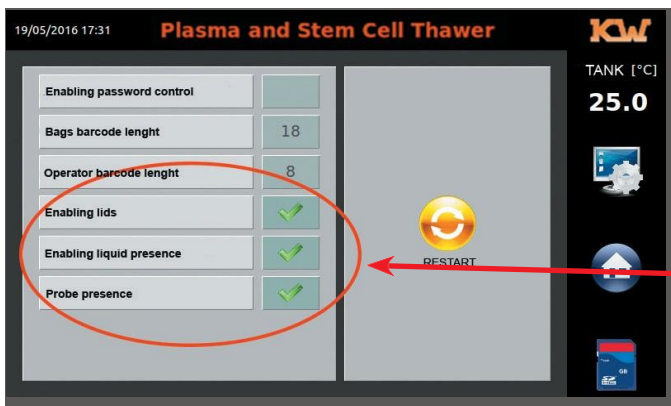 19/05/2016 17:31 Plasma and Stem Cell Thawer KW
TANK [°C]
25.0
Enabling password control
Bags barcode lenght 18
Operator barcode lenght 8
Enabling lids
Enabling liquid presence
Probe presence
RESTART
GB